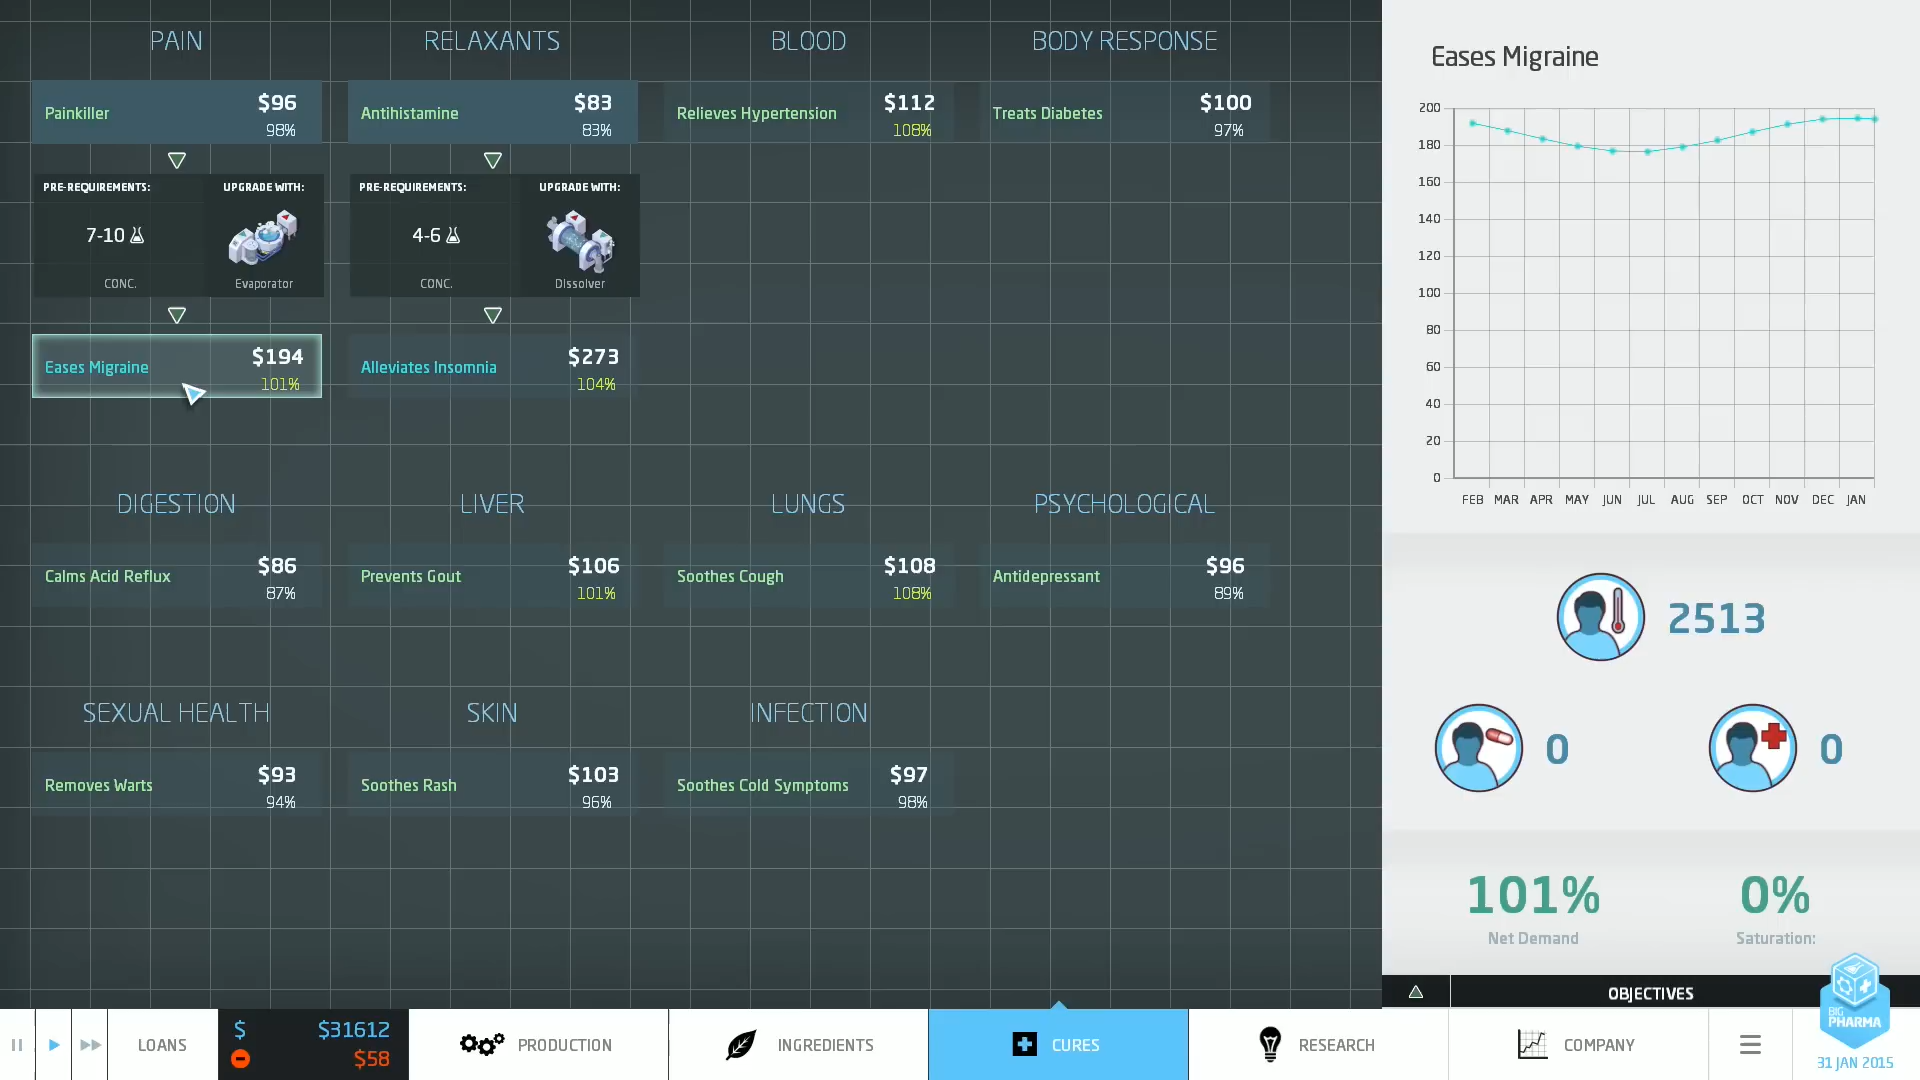 PAIN
RELAXANTS
BLOOD
BODY RESPONSE
Painkiller
$96
98%
Antihistamine
$83
83%
Relieves Hypertension
$112
108%
Treats Diabetes
$100
97%
PRE-REQUIREMENTS:
UPGRADE WITH:
7-10
CONC.
Evaporator
PRE-REQUIREMENTS:
UPGRADE WITH:
4-6
CONC.
Dissolver
Eases Migraine
$194
101%
Alleviates Insomnia
$273
104%
DIGESTION
LIVER
LUNGS
PSYCHOLOGICAL
Calms Acid Reflux
$86
87%
Prevents Gout
$106
101%
Soothes Cough
$108
108%
Antidepressant
$96
89%
SEXUAL HEALTH
SKIN
INFECTION
Removes Warts
$93
94%
Soothes Rash
$103
96%
Soothes Cold Symptoms
$97
98%
Eases Migraine
200
180
160
140
120
100
80
60
40
20
0
FEB MAR APR MAY JUN JUL AUG SEP OCT NOV DEC JAN
2513
0
0
101%
Net Demand
0%
Saturation:
OBJECTIVES
LOANS
$ $31612
$58
PRODUCTION
INGREDIENTS
CURES
RESEARCH
COMPANY
BIG
PHARMA
31 JAN 2015